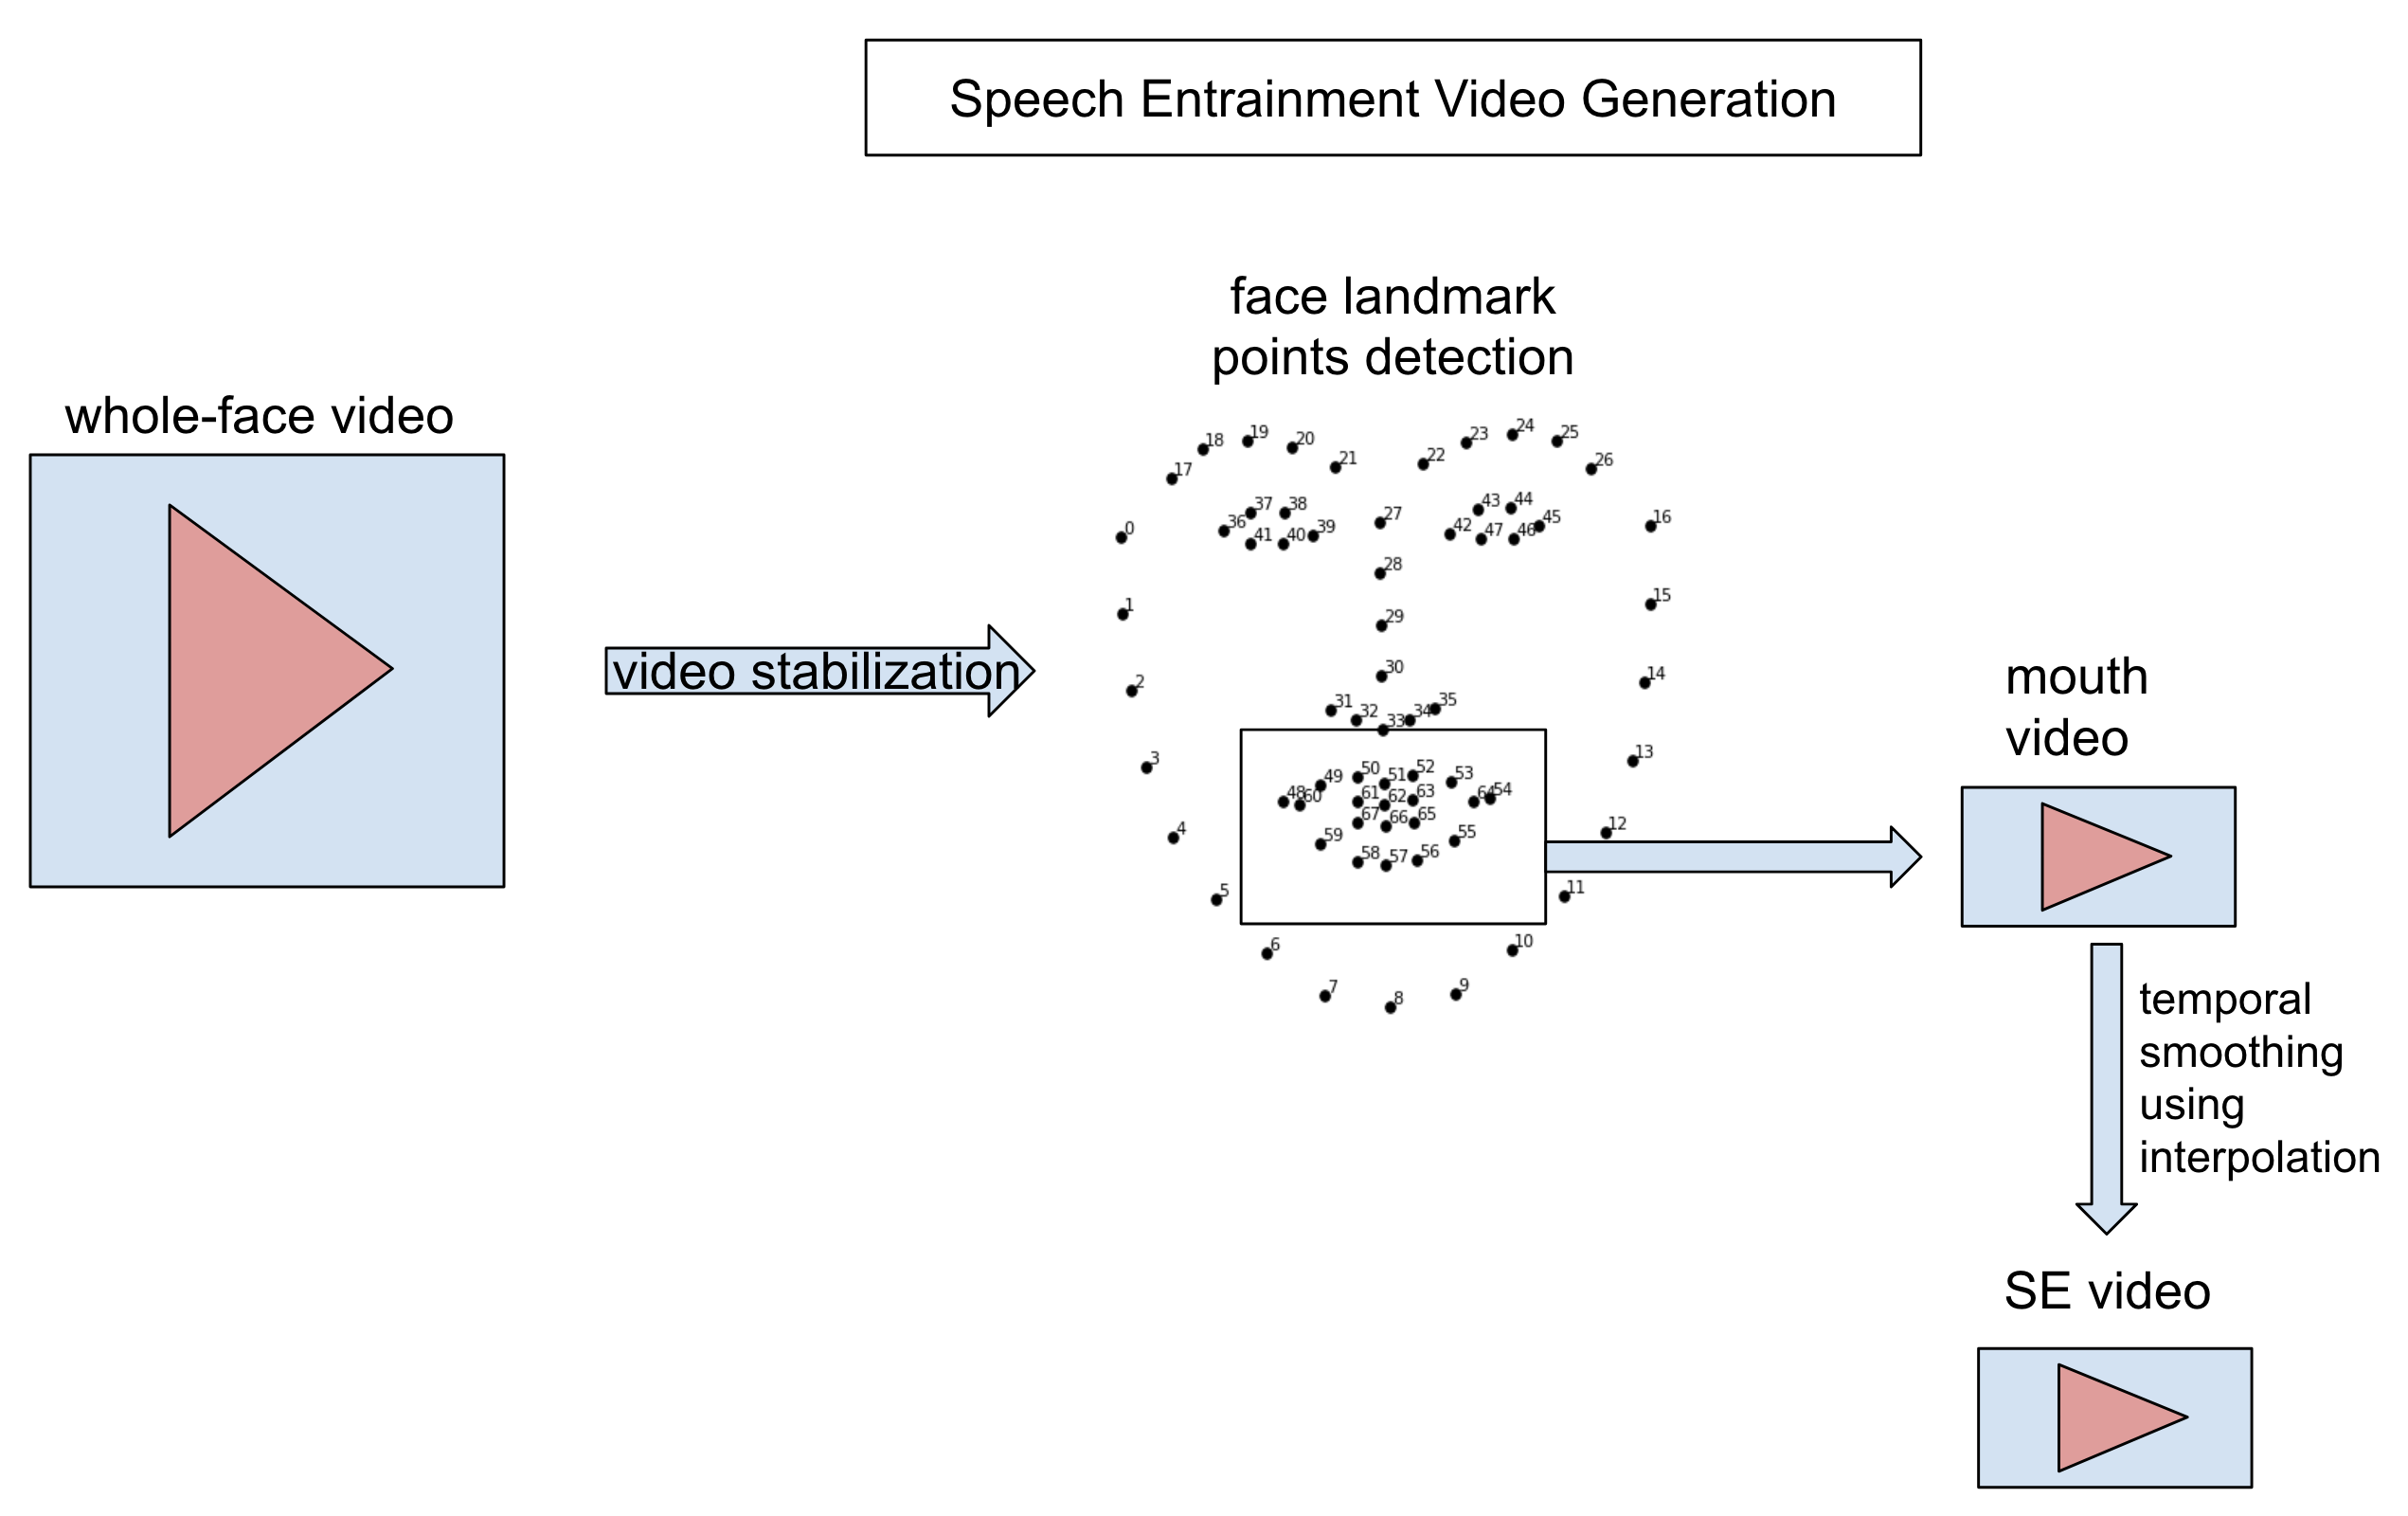 Speech Entrainment Video Generation
face landmark
points detection
whole-face video
video stabilization
mouth
video
temporal
smoothing
using
interpolation
SE video
18 19 20 21 22 23 24 25 26
17
37 38 27 43 44
0 36 41 40 39 42 47 46 45 16
28
1 29 15
2 30 14
31 32 33 34 35
3 13
49 50 51 52 53
48 60 61 62 63 64 54
67 66 65
4 59 55 12
58 57 56
5 11
6 10
7 8 9